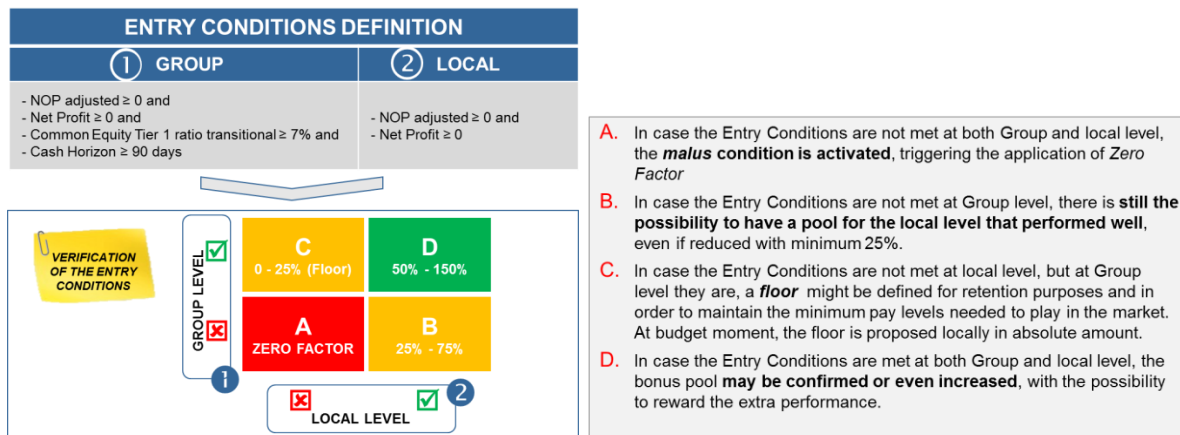 ENTRY CONDITIONS DEFINITION
1 GROUP
2 LOCAL
- NOP adjusted ≥ 0 and
- Net Profit ≥ 0 and
- Common Equity Tier 1 ratio transitional ≥ 7% and
- Cash Horizon ≥ 90 days
- NOP adjusted ≥ 0 and
- Net Profit ≥ 0
VERIFICATION
OF THE ENTRY
CONDITIONS
GROUP LEVEL
1
C
0 - 25% (Floor)
D
50% - 150%
A
ZERO FACTOR
B
25% - 75%
2
LOCAL LEVEL
A. In case the Entry Conditions are not met at both Group and local level,
the malus condition is activated, triggering the application of Zero
Factor
B. In case the Entry Conditions are not met at Group level, there is still the
possibility to have a pool for the local level that performed well,
even if reduced with minimum 25%.
C. In case the Entry Conditions are not met at local level, but at Group
level they are, a floor might be defined for retention purposes and in
order to maintain the minimum pay levels needed to play in the market.
At budget moment, the floor is proposed locally in absolute amount.
D. In case the Entry Conditions are met at both Group and local level, the
bonus pool may be confirmed or even increased, with the possibility
to reward the extra performance.